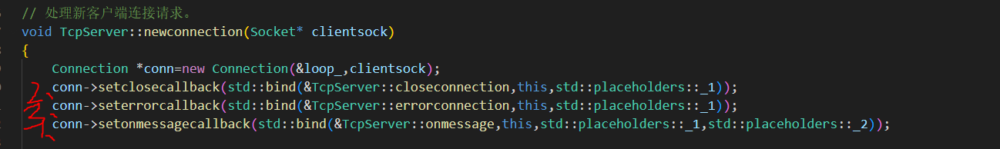 // 处理新客户端连接请求。
void TcpServer::newconnection(Socket* clientsock)
{
    Connection *conn=new Connection(&loop_,clientsock);
    conn->setclosecallback(std::bind(&TcpServer::closeconnection,this,std::placeholders::_1));
    conn->seterrorcallback(std::bind(&TcpServer::errorconnection,this,std::placeholders::_1));
    conn->setonmessagecallback(std::bind(&TcpServer::onmessage,this,std::placeholders::_1,std::placeholders::_2));